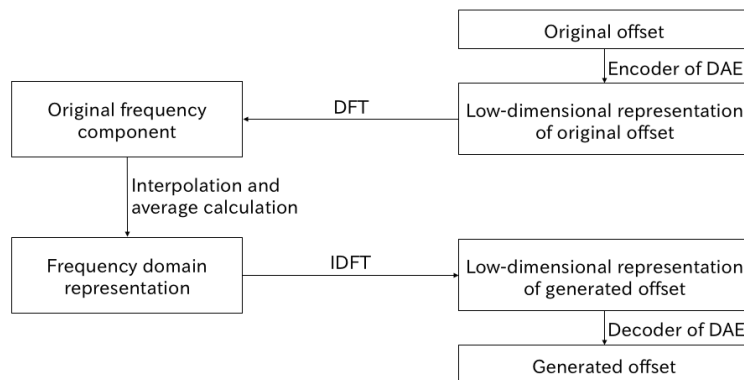 Original offset
Encoder of DAE
Original frequency
component
DFT
Low-dimensional representation
of original offset
Interpolation and
average calculation
Frequency domain
representation
IDFT
Low-dimensional representation
of generated offset
Decoder of DAE
Generated offset